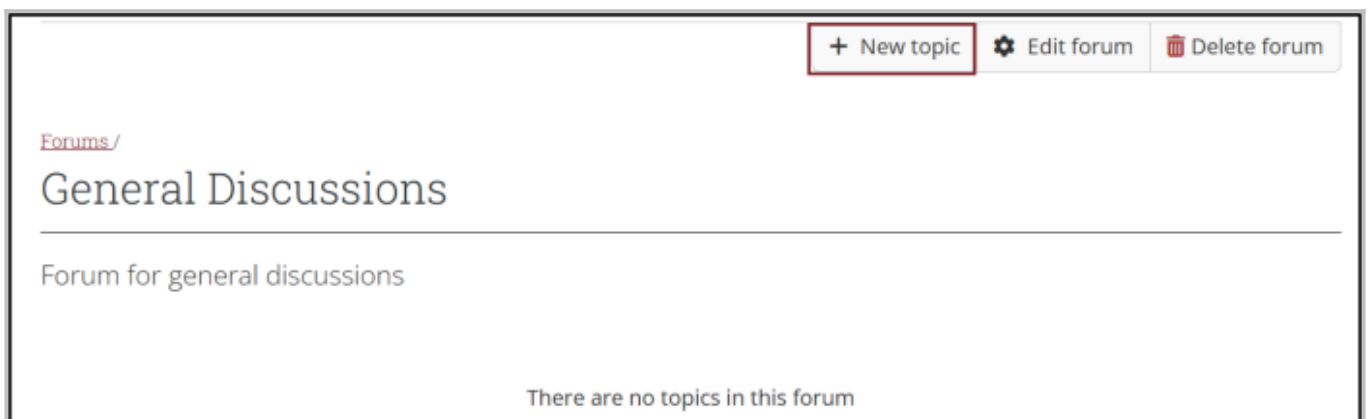 + New topic Edit forum Delete forum
Forums /
General Discussions
Forum for general discussions
There are no topics in this forum